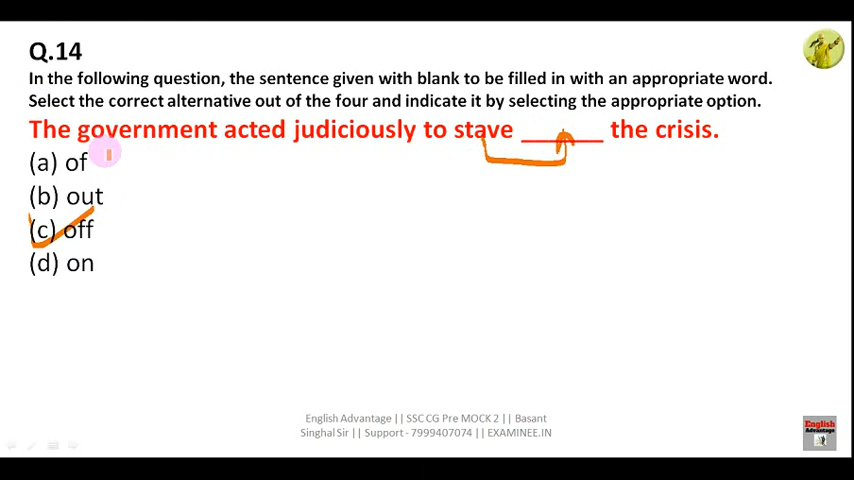 Q.14
In the following question, the sentence given with blank to be filled in with an appropriate word.
Select the correct alternative out of the four and indicate it by selecting the appropriate option.
The government acted judiciously to stave ______ the crisis.
(a) of
(b) out
(c) off
(d) on
English Advantage || SSC CG Pre MOCK 2 || Basant
Singhal Sir || Support - 7999407074 || EXAMINEE.IN
English
Advantage